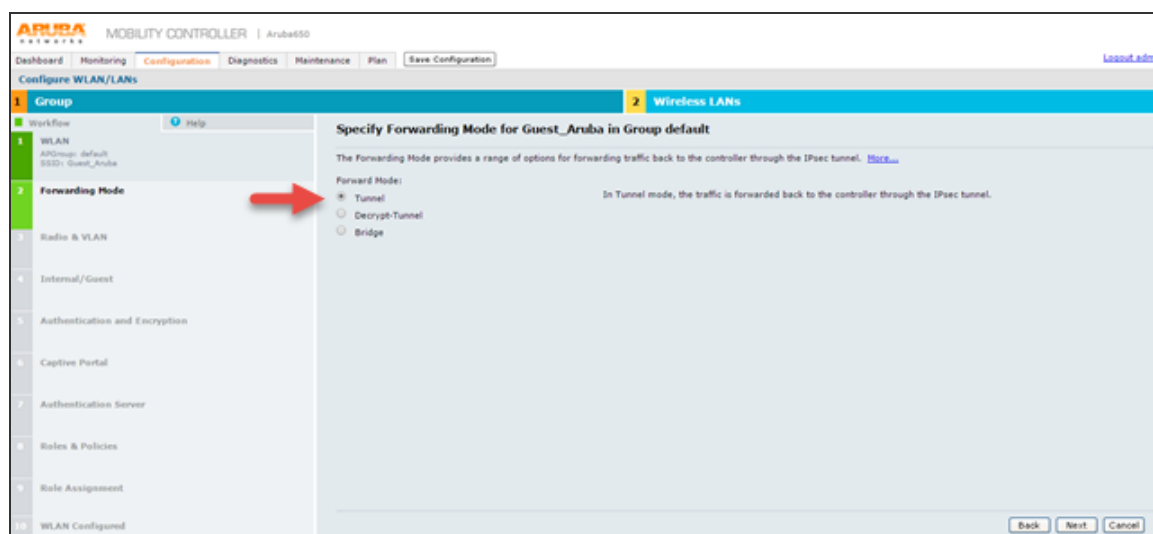 ARUBA networks MOBILITY CONTROLLER | Aruba650
Dashboard Monitoring Configuration Diagnostics Maintenance Plan Save Configuration Logout adm
Configure WLAN/LANs
1 Group 2 Wireless LANs
Workflow Help
1 WLAN
APGroup: default
SSID: Guest_Aruba
2 Forwarding Mode
3 Radio & VLAN
4 Internal/Guest
5 Authentication and Encryption
6 Captive Portal
7 Authentication Server
8 Roles & Policies
9 Role Assignment
10 WLAN Configured
Specify Forwarding Mode for Guest_Aruba in Group default
The Forwarding Mode provides a range of options for forwarding traffic back to the controller through the IPsec tunnel. More...
Forward Mode:
Tunnel In Tunnel mode, the traffic is forwarded back to the controller through the IPsec tunnel.
Decrypt-Tunnel
Bridge
Back Next Cancel